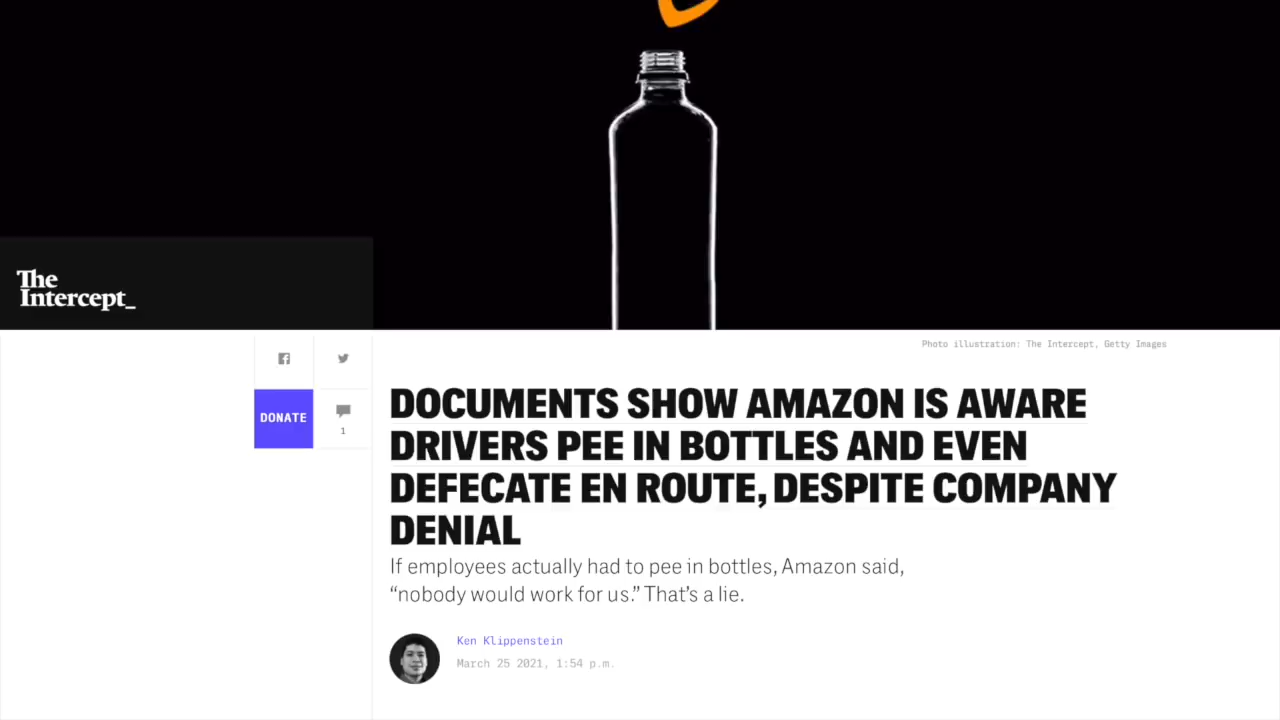 The
Intercept_
Photo illustration: The Intercept, Getty Images
DONATE
1
DOCUMENTS SHOW AMAZON IS AWARE
DRIVERS PEE IN BOTTLES AND EVEN
DEFECATE EN ROUTE, DESPITE COMPANY
DENIAL
If employees actually had to pee in bottles, Amazon said,
“nobody would work for us.” That’s a lie.
Ken Klippenstein
March 25 2021, 1:54 p.m.